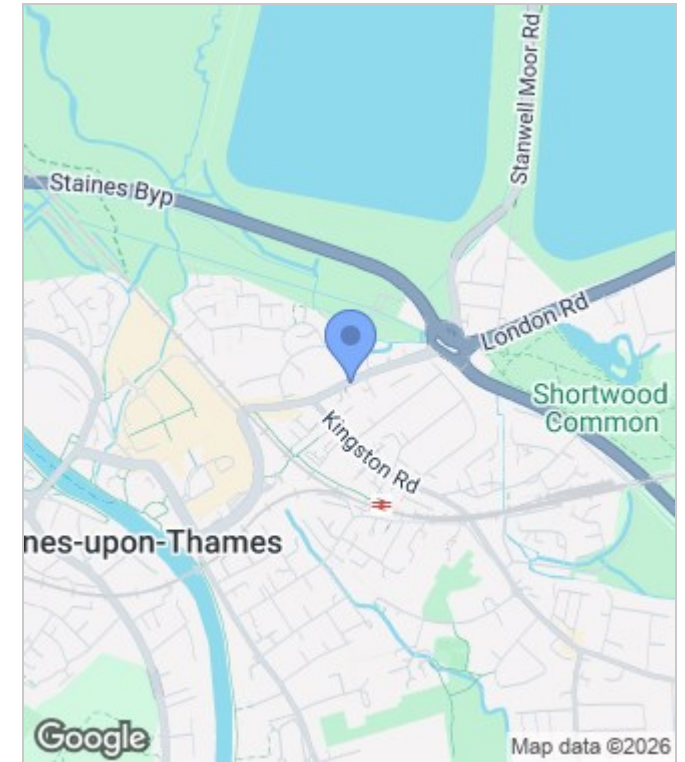 Stanwell Moor Rd
Staines Byp
London Rd
Shortwood
Common
Kingston Rd
nes-upon-Thames
Google
Map data ©2026